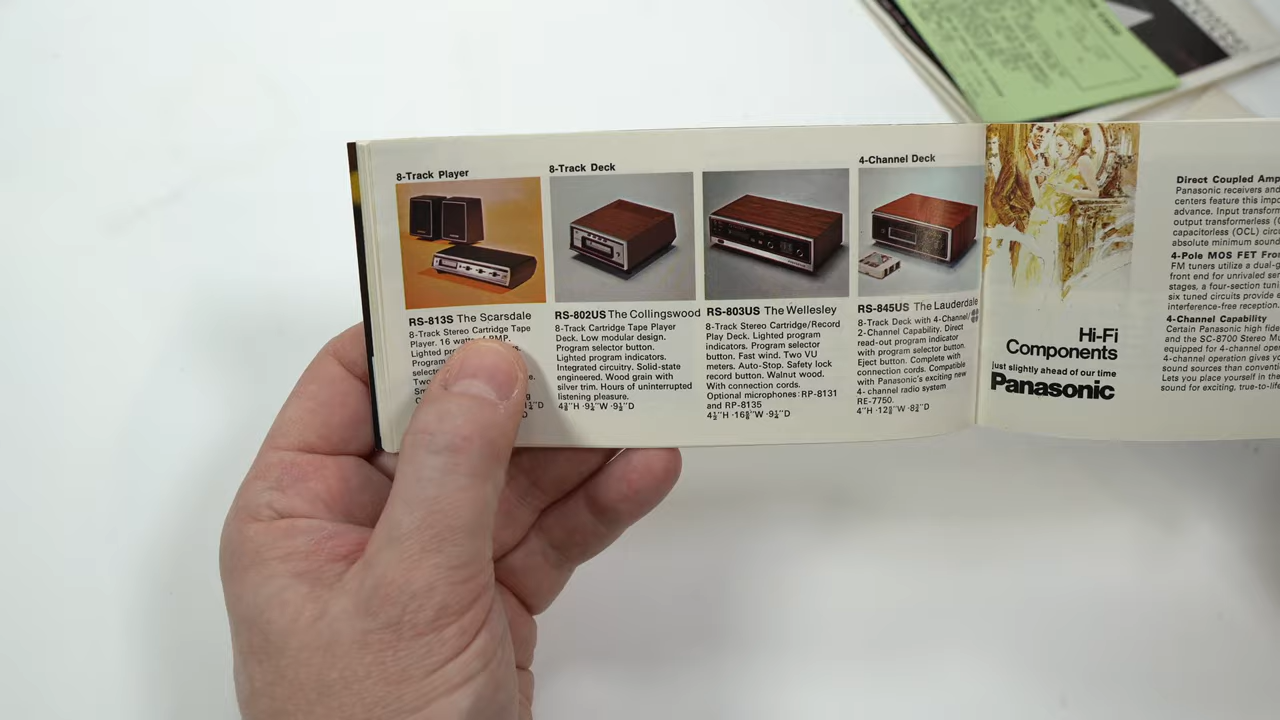 8-Track Player
RS-813S The Scarsdale
8-Track Stereo Cartridge Tape
Player. 16 watts
Lighted
Program
Two
8-Track Deck
RS-802US The Collingswood
8-Track Cartridge Tape Player
Deck. Low modular design.
Program selector button.
Lighted program indicators.
Integrated circuitry. Solid-state
engineered. Wood grain with
silver trim. Hours of uninterrupted
listening pleasure.
RS-803US The Wellesley
8-Track Stereo Cartridge/Record
Play Deck. Lighted program
indicators. Program selector
button. Fast wind. Two VU
meters. Auto-Stop. Safety lock
record button. Walnut wood.
With connection cords.
Optional microphones: RP-8131
and RP-8135
4-Channel Deck
RS-845US The Lauderdale
8-Track Deck with 4-Channel/
2-Channel Capability. Direct
read-out program indicator
with program selector button.
Eject button. Complete with
connection cords. Compatible
with Panasonic's exciting new
4-channel radio system
RE-7750.
Hi-Fi
Components
just slightly ahead of our time
Panasonic
Direct Coupled Amp
Panasonic receivers and
centers feature this impo
advance. Input transform
output transformerless (O
capacitorless (OCL) circu
absolute minimum sound
4-Pole MOS FET Fron
FM tuners utilize a dual-g
front end for unrivaled sen
stages, a four-section tuni
six tuned circuits provide e
interference-free reception.
4-Channel Capability
Certain Panasonic high fide
and the SC-8700 Stereo Mu
equipped for 4-channel oper
4-channel operation gives yo
sound sources than conventi
Lets you place yourself in the
sound for exciting, true-to-life